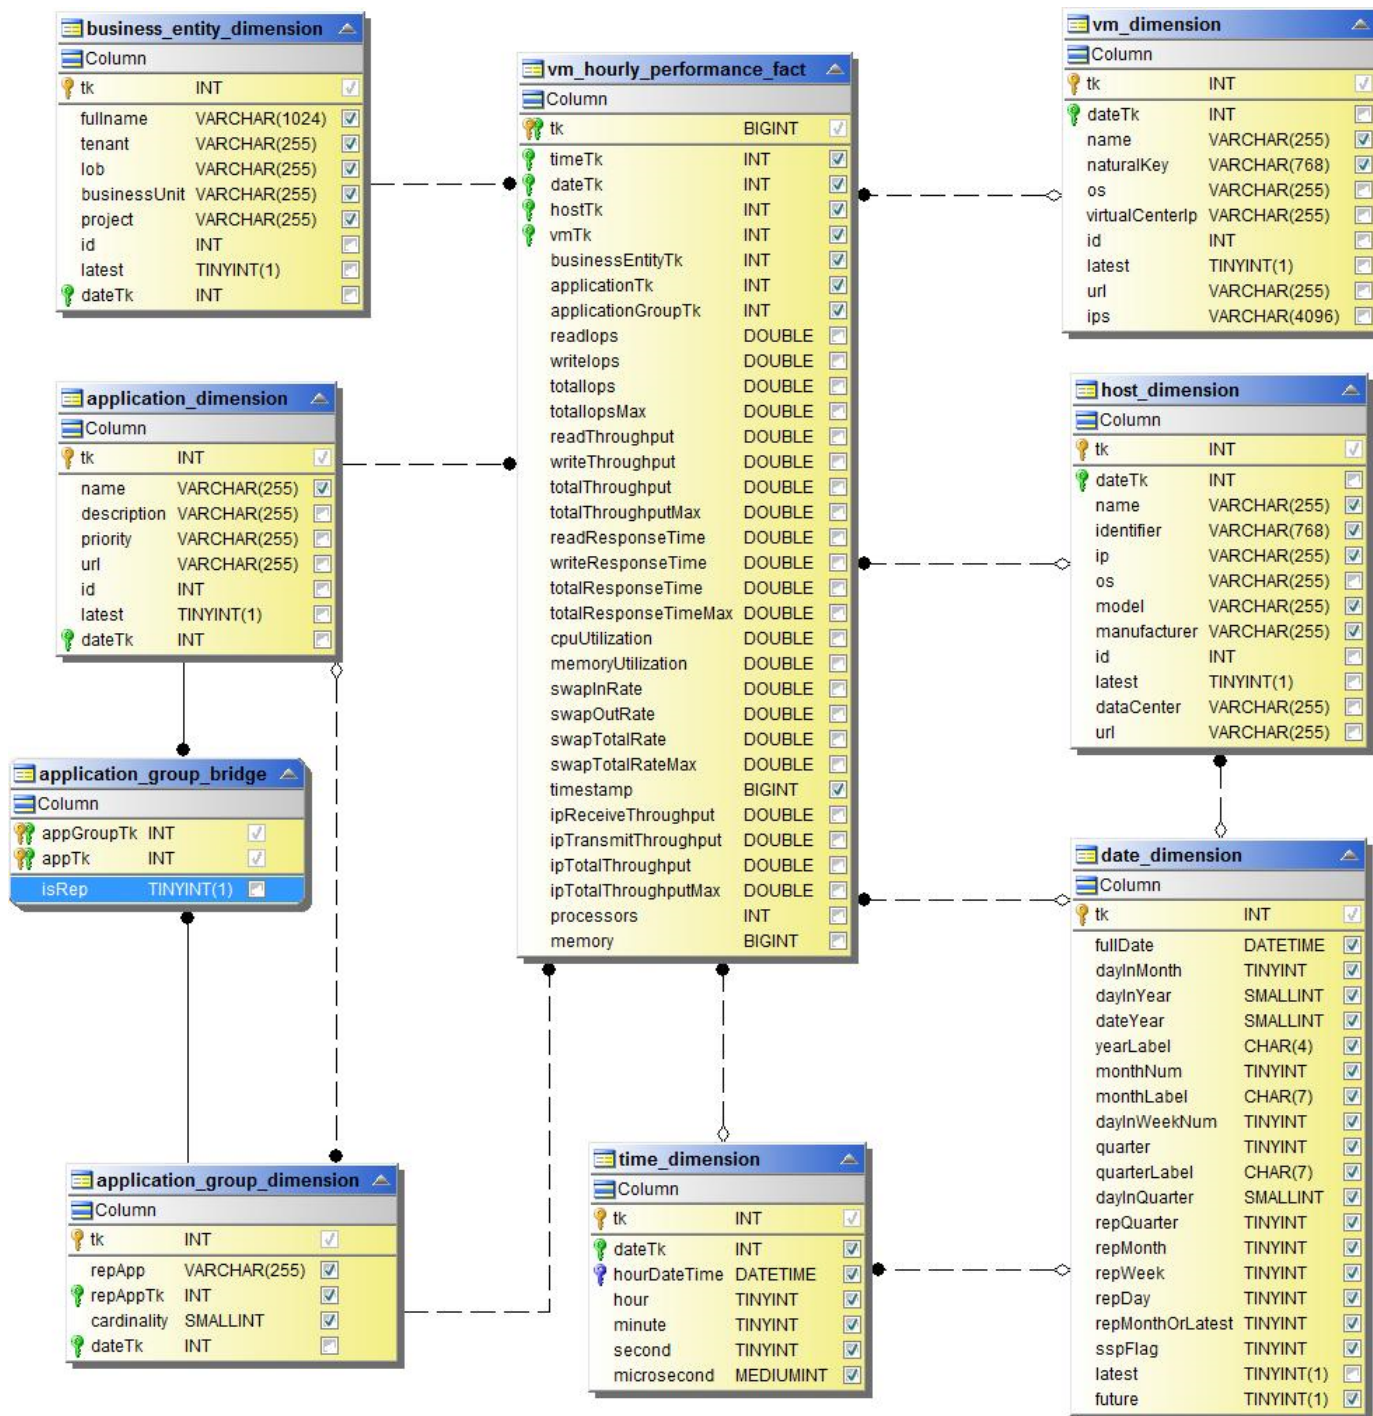 business_entity_dimension
Column
tk INT
fullname VARCHAR(1024)
tenant VARCHAR(255)
lob VARCHAR(255)
businessUnit VARCHAR(255)
project VARCHAR(255)
id INT
latest TINYINT(1)
dateTk INT
vm_hourly_performance_fact
Column
tk BIGINT
timeTk INT
dateTk INT
hostTk INT
vmTk INT
businessEntityTk INT
applicationTk INT
applicationGroupTk INT
readIops DOUBLE
writeIops DOUBLE
totalIops DOUBLE
totalIopsMax DOUBLE
readThroughput DOUBLE
writeThroughput DOUBLE
totalThroughput DOUBLE
totalThroughputMax DOUBLE
readResponseTime DOUBLE
writeResponseTime DOUBLE
totalResponseTime DOUBLE
totalResponseTimeMax DOUBLE
cpuUtilization DOUBLE
memoryUtilization DOUBLE
swapInRate DOUBLE
swapOutRate DOUBLE
swapTotalRate DOUBLE
swapTotalRateMax DOUBLE
timestamp BIGINT
ipReceiveThroughput DOUBLE
ipTransmitThroughput DOUBLE
ipTotalThroughput DOUBLE
ipTotalThroughputMax DOUBLE
processors INT
memory BIGINT
vm_dimension
Column
tk INT
dateTk INT
name VARCHAR(255)
naturalKey VARCHAR(768)
os VARCHAR(255)
virtualCenterIp VARCHAR(255)
id INT
latest TINYINT(1)
url VARCHAR(255)
ips VARCHAR(4096)
application_dimension
Column
tk INT
name VARCHAR(255)
description VARCHAR(255)
priority VARCHAR(255)
url VARCHAR(255)
id INT
latest TINYINT(1)
dateTk INT
host_dimension
Column
tk INT
dateTk INT
name VARCHAR(255)
identifier VARCHAR(768)
ip VARCHAR(255)
os VARCHAR(255)
model VARCHAR(255)
manufacturer VARCHAR(255)
id INT
latest TINYINT(1)
dataCenter VARCHAR(255)
url VARCHAR(255)
application_group_bridge
Column
appGroupTk INT
appTk INT
isRep TINYINT(1)
date_dimension
Column
tk INT
fullDate DATETIME
dayInMonth TINYINT
dayInYear SMALLINT
dateYear SMALLINT
yearLabel CHAR(4)
monthNum TINYINT
monthLabel CHAR(7)
dayInWeekNum TINYINT
quarter TINYINT
quarterLabel CHAR(7)
dayInQuarter SMALLINT
repQuarter TINYINT
repMonth TINYINT
repWeek TINYINT
repDay TINYINT
repMonthOrLatest TINYINT
sspFlag TINYINT
latest TINYINT(1)
future TINYINT(1)
application_group_dimension
Column
tk INT
repApp VARCHAR(255)
repAppTk INT
cardinality SMALLINT
dateTk INT
time_dimension
Column
tk INT
dateTk INT
hourDateTime DATETIME
hour TINYINT
minute TINYINT
second TINYINT
microsecond MEDIUMINT